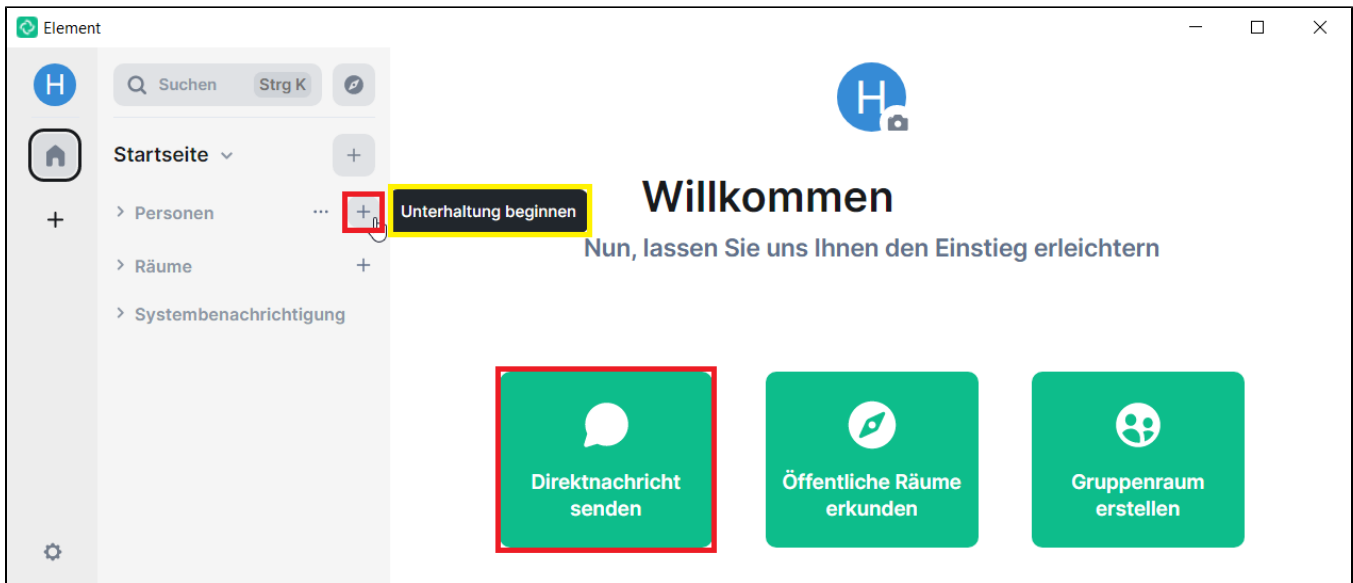 Element
H
Suchen Strg K
H
Startseite
Personen
Unterhaltung beginnen
Willkommen
Nun, lassen Sie uns Ihnen den Einstieg erleichtern
Räume
Systembenachrichtigung
Direktnachricht
senden
Öffentliche Räume
erkunden
Gruppenraum
erstellen